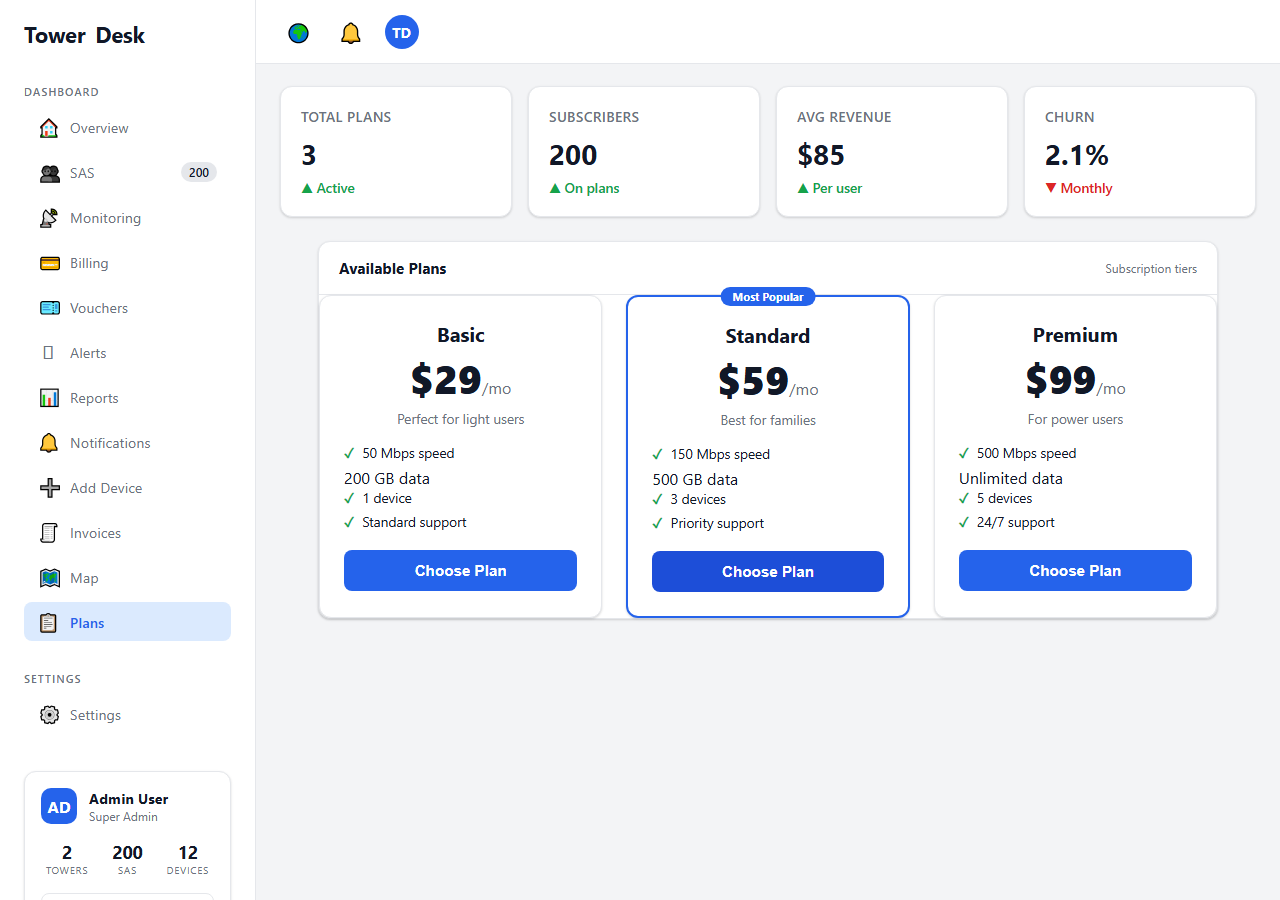 Tower Desk
DASHBOARD
Overview
SAS 200
Monitoring
Billing
Vouchers
Alerts
Reports
Notifications
Add Device
Invoices
Map
Plans
SETTINGS
Settings
AD Admin User
Super Admin
2 200 12
TOWERS SAS DEVICES
TD
TOTAL PLANS
3
▲ Active
SUBSCRIBERS
200
▲ On plans
AVG REVENUE
$85
▲ Per user
CHURN
2.1%
▼ Monthly
Available Plans Subscription tiers
Basic
$29/mo
Perfect for light users
✓ 50 Mbps speed
200 GB data
✓ 1 device
✓ Standard support
Choose Plan
Most Popular
Standard
$59/mo
Best for families
✓ 150 Mbps speed
500 GB data
✓ 3 devices
✓ Priority support
Choose Plan
Premium
$99/mo
For power users
✓ 500 Mbps speed
Unlimited data
✓ 5 devices
✓ 24/7 support
Choose Plan